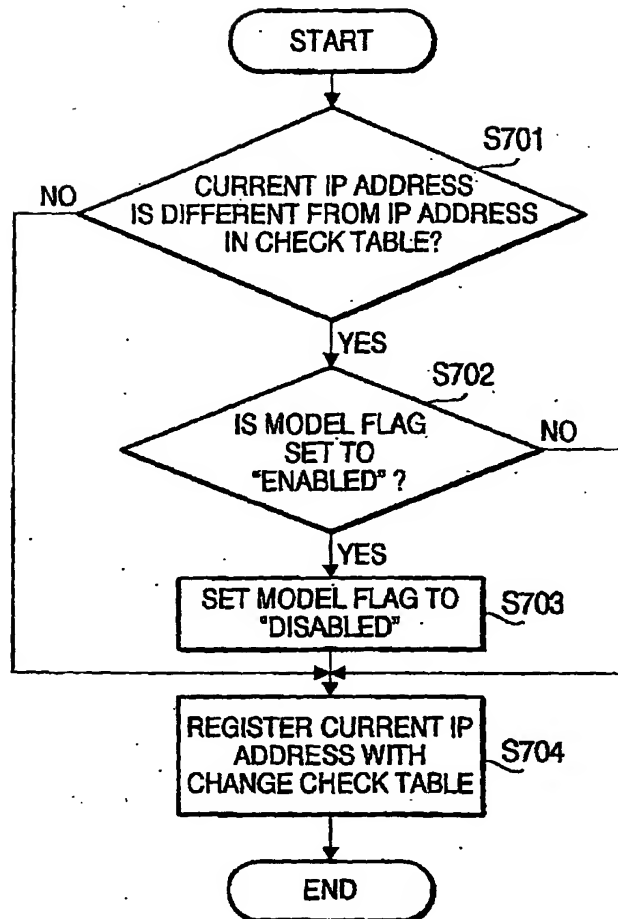 START
S701
NO
CURRENT IP ADDRESS
IS DIFFERENT FROM IP ADDRESS
IN CHECK TABLE?
YES
S702
IS MODEL FLAG
SET TO
"ENABLED" ?
NO
YES
SET MODEL FLAG TO
"DISABLED"
S703
REGISTER CURRENT IP
ADDRESS WITH
CHANGE CHECK TABLE
S704
END